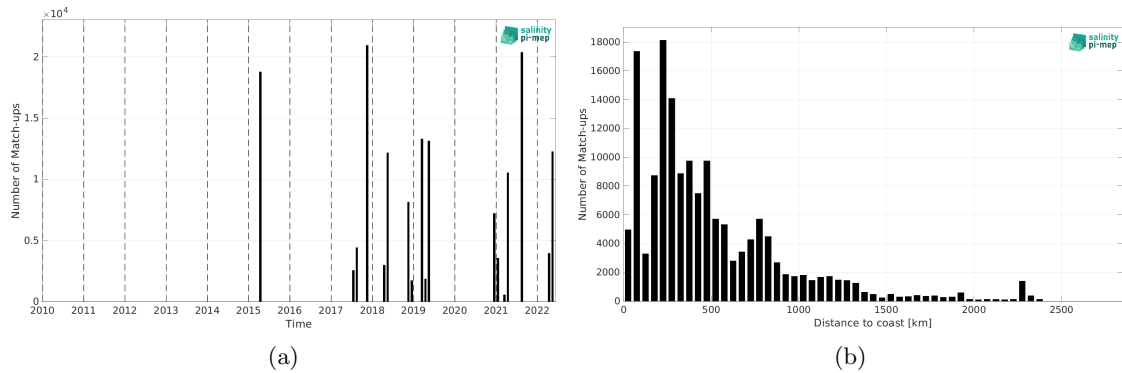 ×10⁴
2
1.5
1
0.5
0
Number of Match-ups
2010 2011 2012 2013 2014 2015 2016 2017 2018 2019 2020 2021 2022
Time
salinity
pi-mep
(a)
18000
16000
14000
12000
10000
8000
6000
4000
2000
0
Number of Match-ups
0 500 1000 1500 2000 2500
Distance to coast [km]
salinity
pi-mep
(b)